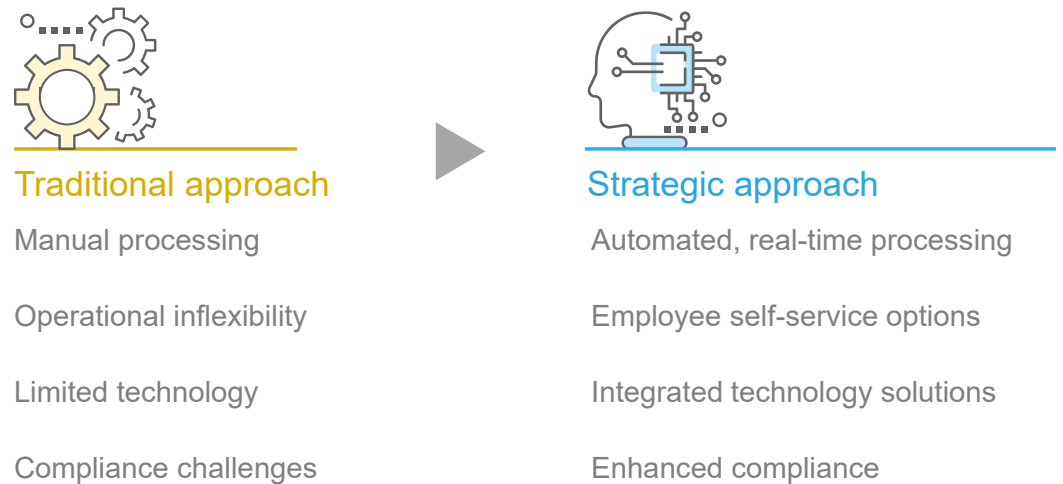 Traditional approach
Manual processing
Operational inflexibility
Limited technology
Compliance challenges
Strategic approach
Automated, real-time processing
Employee self-service options
Integrated technology solutions
Enhanced compliance